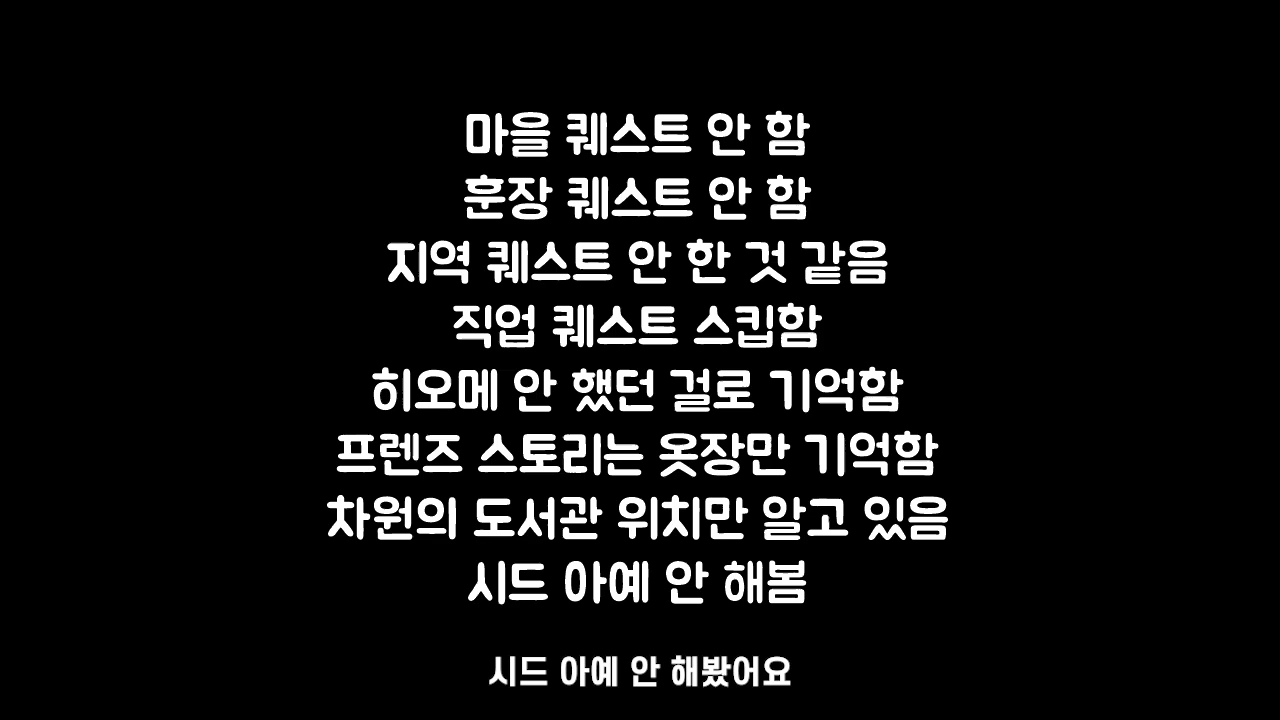 마을 퀘스트 안 함
훈장 퀘스트 안 함
지역 퀘스트 안 한 것 같음
직업 퀘스트 스킵함
히오메 안 했던 걸로 기억함
프렌즈 스토리는 옷장만 기억함
차원의 도서관 위치만 알고 있음
시드 아예 안 해봄
시드 아예 안 해봤어요